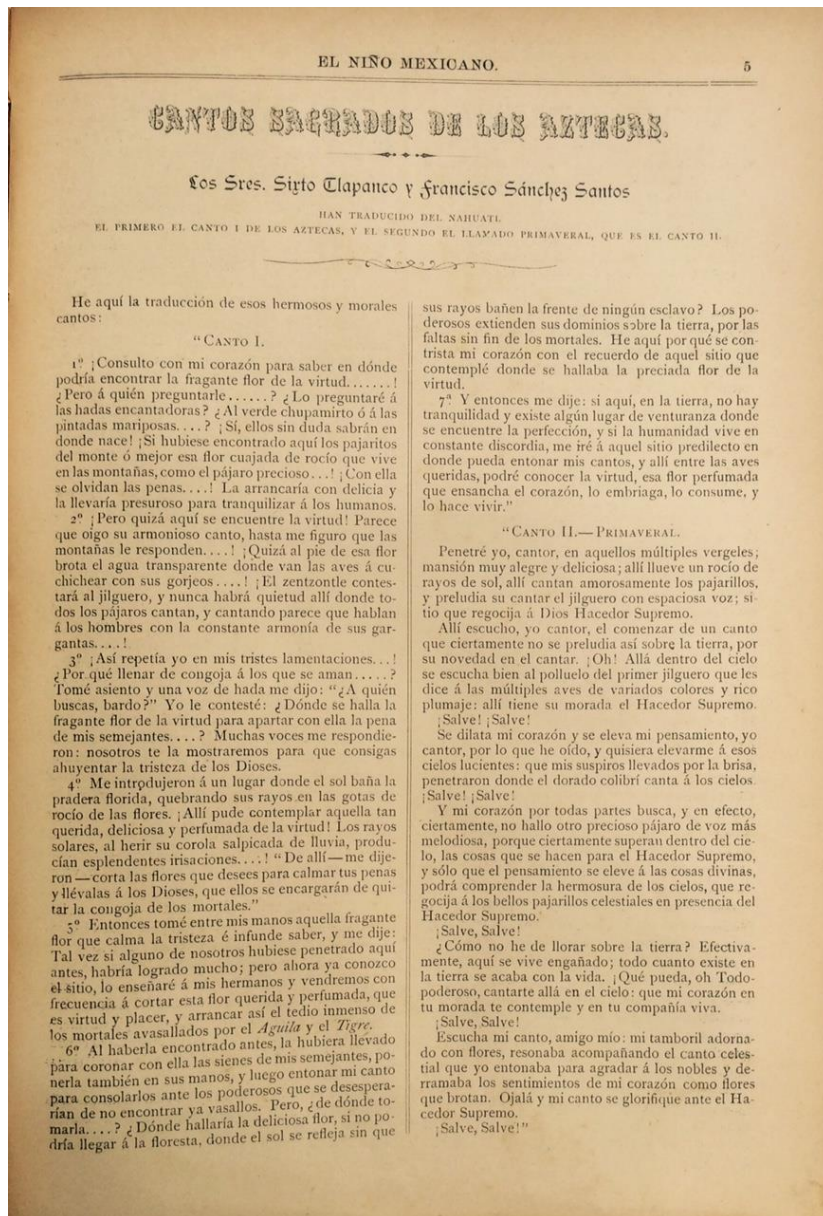 EL NIÑO MEXICANO.
5
CANTOS SAGRADOS DE LOS AZTECAS.
Los Sres. Sixto Tlapanco y Francisco Sánchez Santos
HAN TRADUCIDO DEL NAHUATL
EL PRIMERO EL CANTO I DE LOS AZTECAS, Y EL SEGUNDO EL LLAMADO PRIMAVERAL, QUE ES EL CANTO II.
He aquí la traducción de esos hermosos y morales
cantos:
"CANTO I.
1º ¡Consulto con mi corazón para saber en dónde
podría encontrar la fragante flor de la virtud.......!
¿Pero á quién preguntarle......? ¿Lo preguntaré á
las hadas encantadoras? ¿Al verde chupamirto ó á las
pintadas mariposas....? ¡Sí, ellos sin duda sabrán en
donde nace! ¡Si hubiese encontrado aquí los pajaritos
del monte ó mejor esa flor cuajada de rocío que vive
en las montañas, como el pájaro precioso...! ¡Con ella
se olvidan las penas....! La arrancaría con delicia y
la llevaría presuroso para tranquilizar á los humanos.
2º ¡Pero quizá aquí se encuentre la virtud! Parece
que oigo su armonioso canto, hasta me figuro que las
montañas le responden....! ¡Quizá al pie de esa flor
brota el agua transparente donde van las aves á cu-
chichear con sus gorjeos....! ¡El zentzontle contes-
tará al jilguero, y nunca habrá quietud allí donde to-
dos los pájaros cantan, y cantando parece que hablan
á los hombres con la constante armonía de sus gar-
gantas....!
3º ¡Así repetía yo en mis tristes lamentaciones...!
¿Por qué llenar de congoja á los que se aman.....?
Tomé asiento y una voz de hada me dijo: "¿A quién
buscas, bardo?" Yo le contesté: ¿Dónde se halla la
fragante flor de la virtud para apartar con ella la pena
de mis semejantes....? Muchas voces me respondie-
ron: nosotros te la mostraremos para que consigas
ahuyentar la tristeza de los Dioses.
4º Me introdujeron á un lugar donde el sol baña la
pradera florida, quebrando sus rayos en las gotas de
rocío de las flores. ¡Allí pude contemplar aquella tan
querida, deliciosa y perfumada de la virtud! Los rayos
solares, al herir su corola salpicada de lluvia, produ-
cían esplendentes irisaciones....! "De allí—me dije-
ron—corta las flores que desees para calmar tus penas
y llévalas á los Dioses, que ellos se encargarán de qui-
tar la congoja de los mortales."
5º Entonces tomé entre mis manos aquella fragante
flor que calma la tristeza é infunde saber, y me dije:
Tal vez si alguno de nosotros hubiese penetrado aquí
antes, habría logrado mucho; pero ahora ya conozco
el sitio, lo enseñaré á mis hermanos y vendremos con
frecuencia á cortar esta flor querida y perfumada, que
es virtud y placer, y arrancar así el tedio inmenso de
los mortales avasallados por el Aguila y el Tigre.
6º Al haberla encontrado antes, la hubiera llevado
para coronar con ella las sienes de mis semejantes, po-
nerla también en sus manos, y luego entonar mi canto
para consolarlos ante los poderosos que se desespera-
rían de no encontrar ya vasallos. Pero, ¿de dónde to-
marla....? ¿Dónde hallaría la deliciosa flor, si no po-
dría llegar á la floresta, donde el sol se refleja sin que
sus rayos bañen la frente de ningún esclavo? Los po-
derosos extienden sus dominios sobre la tierra, por las
faltas sin fin de los mortales. He aquí por qué se con-
trista mi corazón con el recuerdo de aquel sitio que
contemplé donde se hallaba la preciada flor de la
virtud.
7º Y entonces me dije: si aquí, en la tierra, no hay
tranquilidad y existe algún lugar de venturanza donde
se encuentre la perfección, y si la humanidad vive en
constante discordia, me iré á aquel sitio predilecto en
donde pueda entonar mis cantos, y allí entre las aves
queridas, podré conocer la virtud, esa flor perfumada
que ensancha el corazón, lo embriaga, lo consume, y
lo hace vivir."
"CANTO II.—PRIMAVERAL.
Penetré yo, cantor, en aquellos múltiples vergeles;
mansión muy alegre y deliciosa; allí llueve un rocío de
rayos de sol, allí cantan amorosamente los pajarillos,
y preludia su cantar el jilguero con espaciosa voz; si-
tio que regocija á Dios Hacedor Supremo.
Allí escucho, yo cantor, el comenzar de un canto
que ciertamente no se preludia así sobre la tierra, por
su novedad en el cantar. ¡Oh! Allá dentro del cielo
se escucha bien al polluelo del primer jilguero que les
dice á las múltiples aves de variados colores y rico
plumaje: allí tiene su morada el Hacedor Supremo.
¡Salve! ¡Salve!
Se dilata mi corazón y se eleva mi pensamiento, yo
cantor, por lo que he oído, y quisiera elevarme á esos
cielos lucientes: que mis suspiros llevados por la brisa,
penetraron donde el dorado colibrí canta á los cielos.
¡Salve! ¡Salve!
Y mi corazón por todas partes busca, y en efecto,
ciertamente, no hallo otro precioso pájaro de voz más
melodiosa, porque ciertamente superan dentro del cie-
lo, las cosas que se hacen para el Hacedor Supremo,
y sólo que el pensamiento se eleve á las cosas divinas,
podrá comprender la hermosura de los cielos, que re-
gocija á los bellos pajarillos celestiales en presencia del
Hacedor Supremo.
¡Salve, Salve!
¿Cómo no he de llorar sobre la tierra? Efectiva-
mente, aquí se vive engañado; todo cuanto existe en
la tierra se acaba con la vida. ¡Qué pueda, oh Todo-
poderoso, cantarte allá en el cielo: que mi corazón en
tu morada te contemple y en tu compañía viva.
¡Salve, Salve!
Escucha mi canto, amigo mío: mi tamboril adorna-
do con flores, resonaba acompañando el canto celes-
tial que yo entonaba para agradar á los nobles y de-
rramaba los sentimientos de mi corazón como flores
que brotan. Ojalá y mi canto se glorifique ante el Ha-
cedor Supremo.
¡Salve, Salve!"